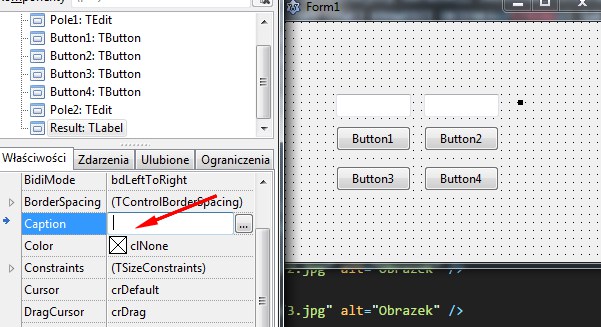 Form1
Pole1: TEdit
Button1: TButton
Button2: TButton
Button3: TButton
Button4: TButton
Pole2: TEdit
Result: TLabel
Właściwości Zdarzenia Ulubione Ograniczenia
BidiMode bdLeftToRight
BorderSpacing (TControlBorderSpacing)
Caption ...
Color clNone
Constraints (TSizeConstraints)
Cursor crDefault
DragCursor crDrag
Button1 Button2
Button3 Button4
2.jpg" alt="Obrazek" />
3.jpg" alt="Obrazek" />